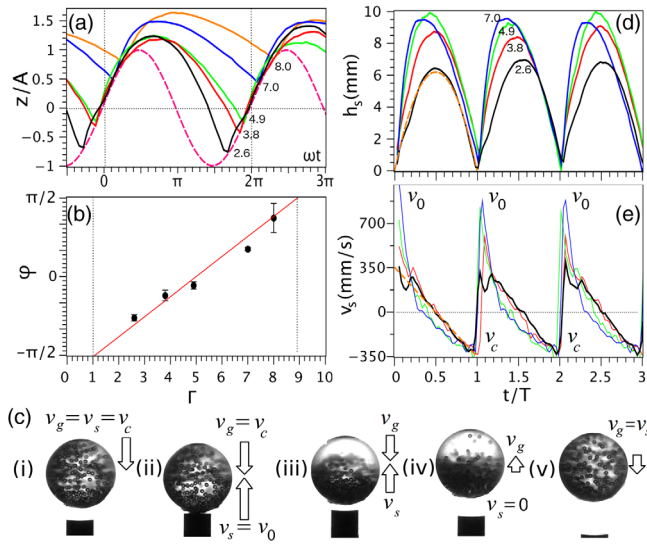 (a)
z/A
1.5
1
0.5
0
−0.5
−1
8.0
7.0
4.9
3.8
2.6
ωt
0 π 2π 3π
(b)
φ
π/2
0
−π/2
0 1 2 3 4 5 6 7 8 9 10
Γ
(d)
h_s(mm)
10
8
6
4
2
0
7.0
4.9
3.8
2.6
(e)
v_s(mm/s)
700
350
0
−350
v_0 v_0 v_0
v_c
0 0.5 1 1.5 2 2.5 3
t/T
(c)
v_g=v_s=v_c
v_g=v_c
v_g
v_g
v_g=v_s
(i) (ii) (iii) (iv) (v)
v_s=v_0
v_s
v_s=0